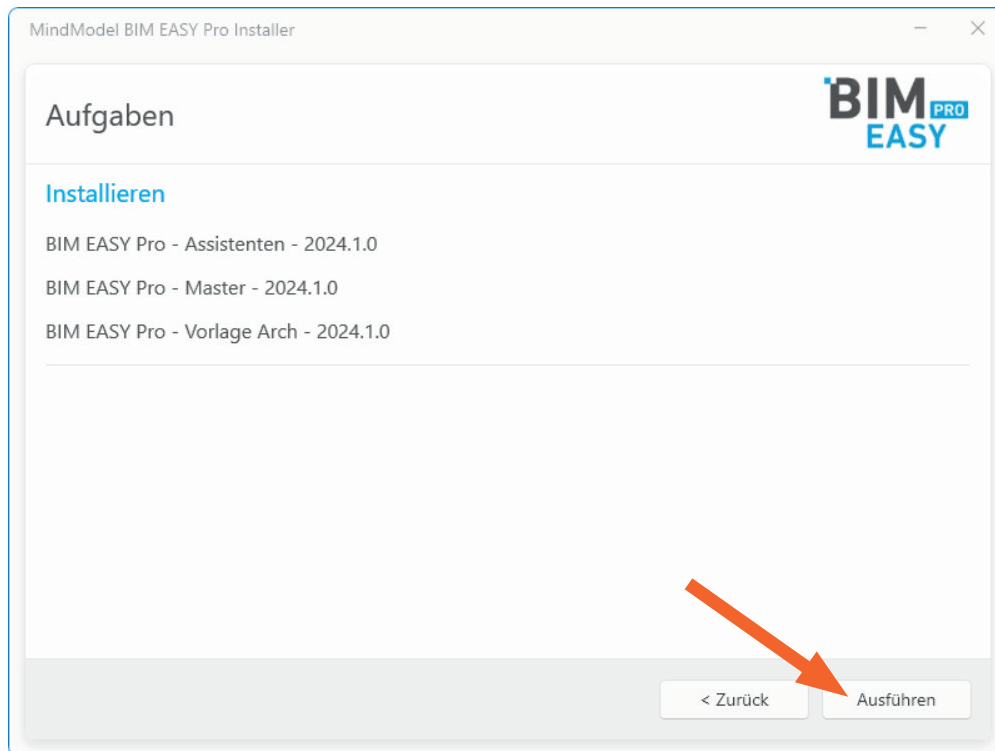 MindModel BIM EASY Pro Installer
Aufgaben
BIM PRO
EASY
Installieren
BIM EASY Pro - Assistenten - 2024.1.0
BIM EASY Pro - Master - 2024.1.0
BIM EASY Pro - Vorlage Arch - 2024.1.0
< Zurück
Ausführen